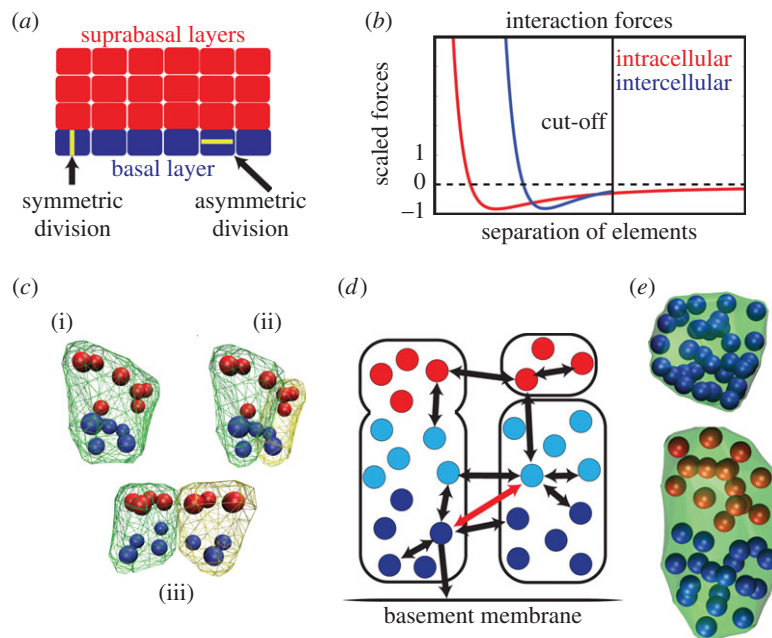 (a)
suprabasal layers
basal layer
symmetric
division
asymmetric
division
(b)
interaction forces
intracellular
intercellular
cut-off
scaled forces
1
0
−1
separation of elements
(c)
(i)
(ii)
(iii)
(d)
basement membrane
(e)